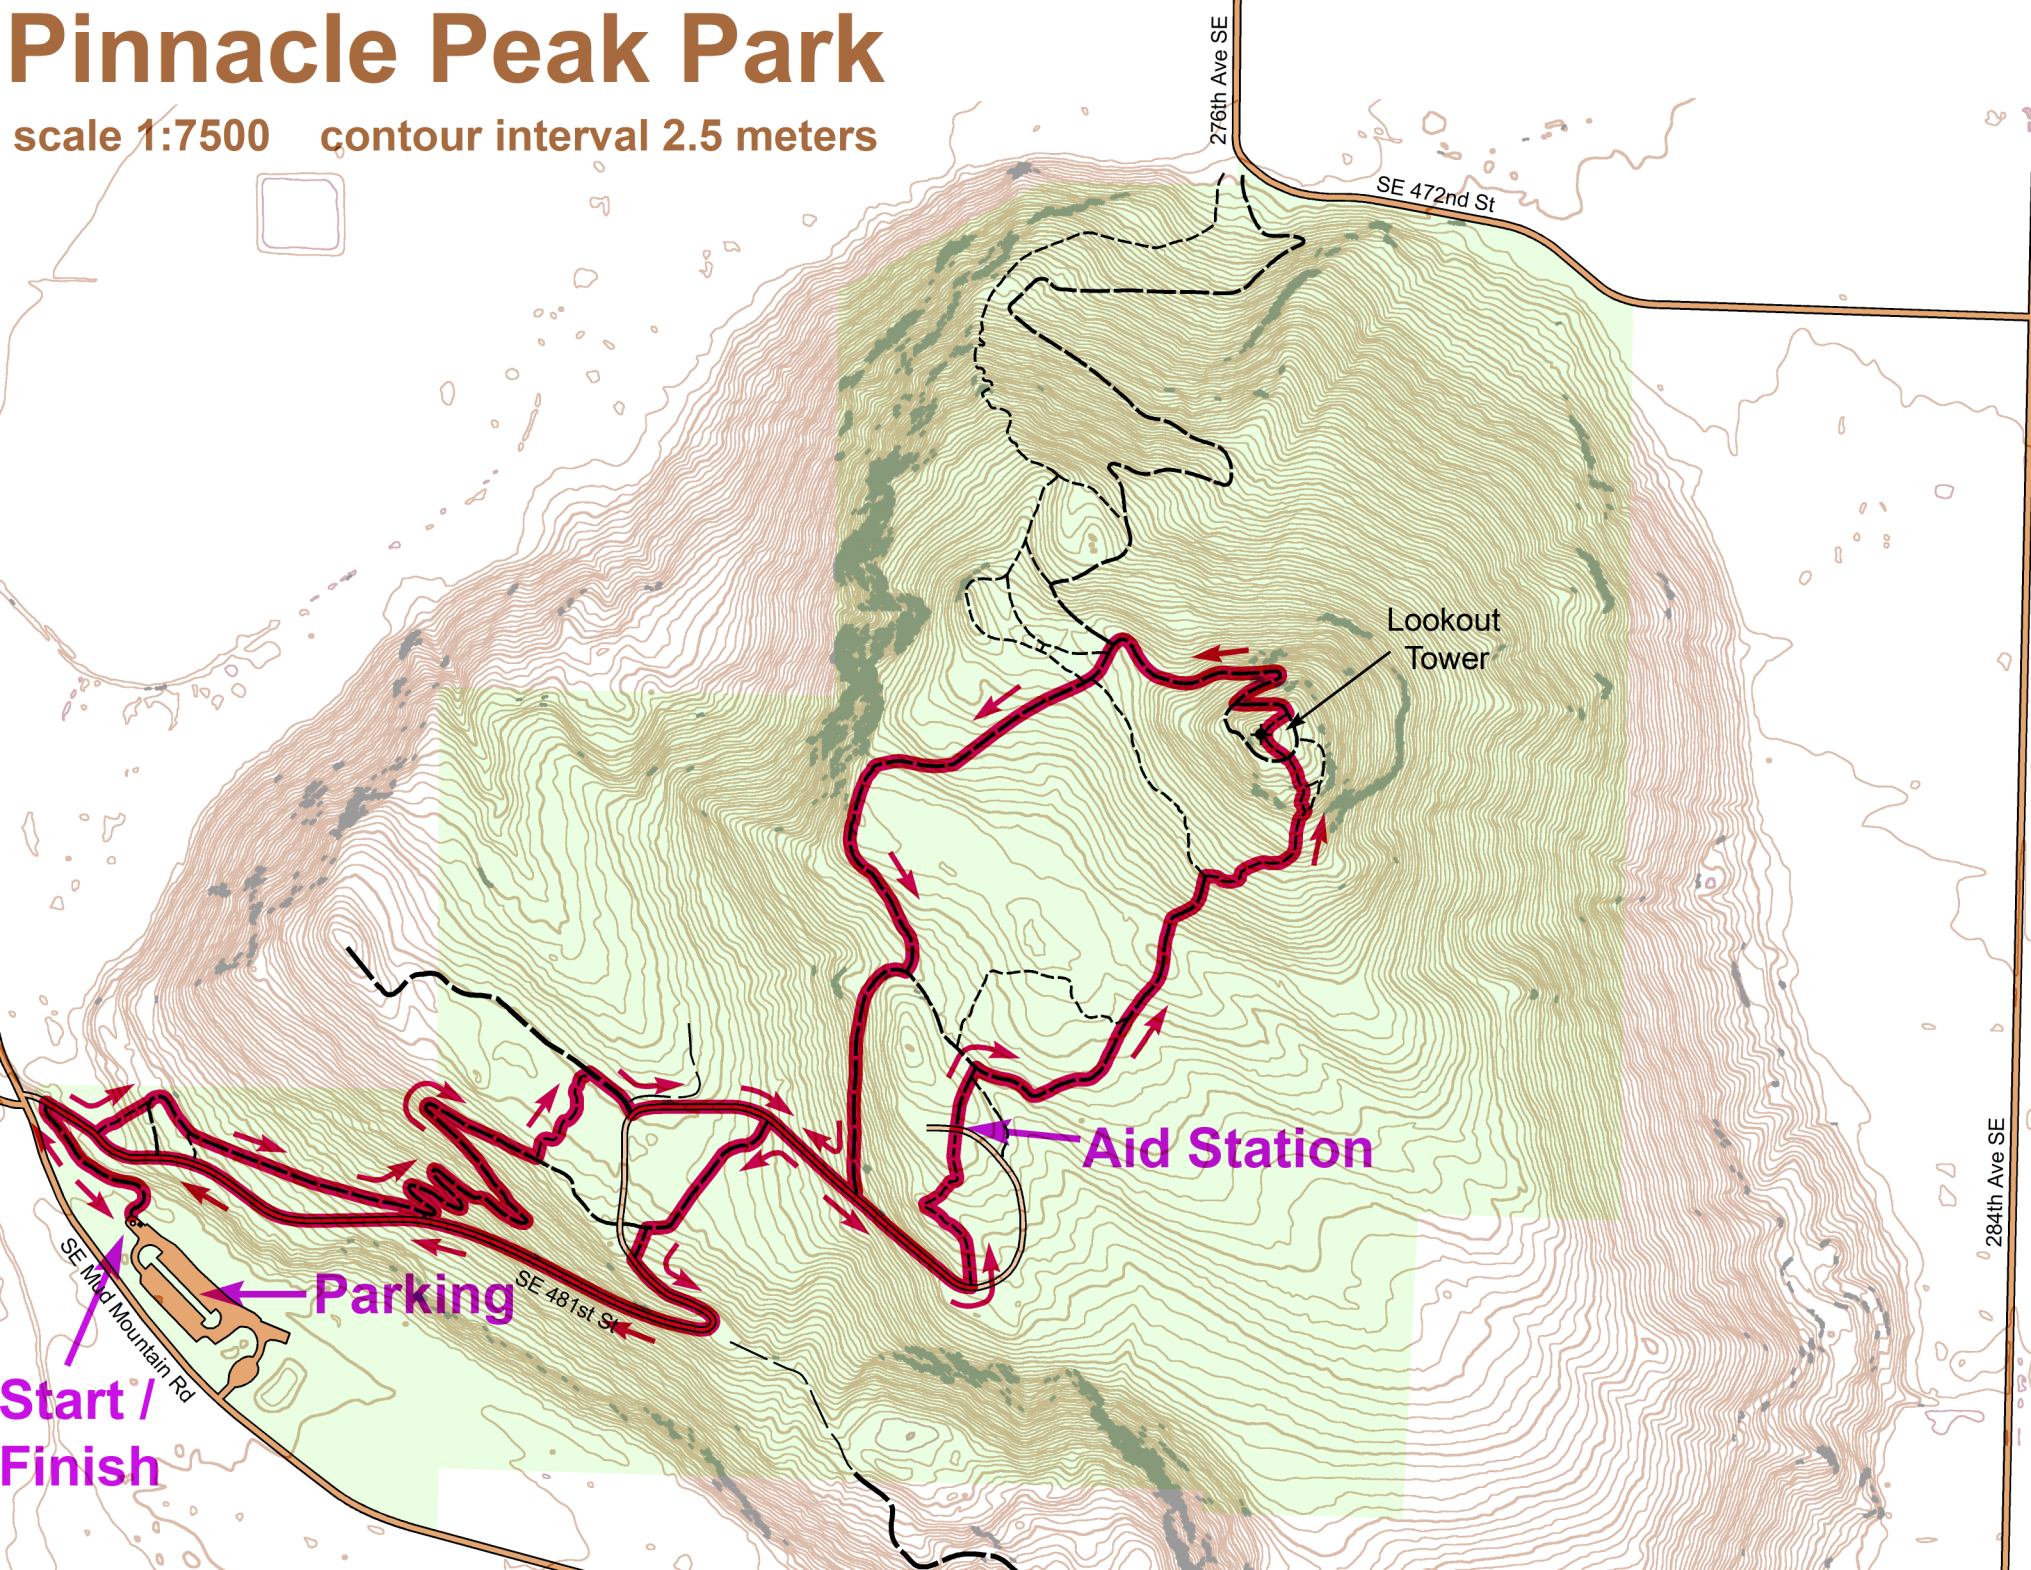 Pinnacle Peak Park
scale 1:7500 contour interval 2.5 meters
276th Ave SE
SE 472nd St
Lookout
Tower
Aid Station
284th Ave SE
Parking
SE 481st St
SE Mud Mountain Rd
Start /
Finish